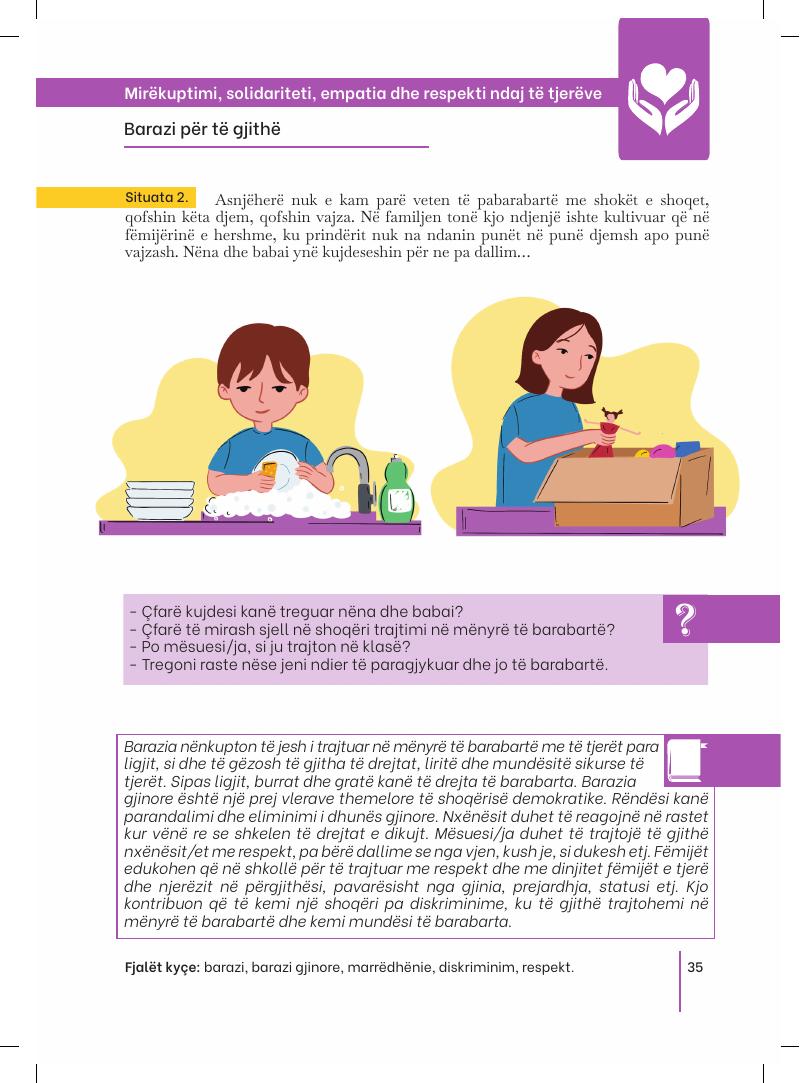 Mirëkuptimi, solidariteti, empatia dhe respekti ndaj të tjerëve
Barazi për të gjithë
Situata 2. Asnjëherë nuk e kam parë veten të pabarabartë me shokët e shoqet,
qofshin këta djem, qofshin vajza. Në familjen tonë kjo ndjenjë ishte kultivuar që në
fëmijërinë e hershme, ku prindërit nuk na ndanin punët në punë djemsh apo punë
vajzash. Nëna dhe babai ynë kujdeseshin për ne pa dallim...
- Çfarë kujdesi kanë treguar nëna dhe babai?
- Çfarë të mirash sjell në shoqëri trajtimi në mënyrë të barabartë?
- Po mësuesi/ja, si ju trajton në klasë?
- Tregoni raste nëse jeni ndier të paragjykuar dhe jo të barabartë.
?
Barazia nënkupton të jesh i trajtuar në mënyrë të barabartë me të tjerët para
ligjit, si dhe të gëzosh të gjitha të drejtat, liritë dhe mundësitë sikurse të
tjerët. Sipas ligjit, burrat dhe gratë kanë të drejta të barabarta. Barazia
gjinore është një prej vlerave themelore të shoqërisë demokratike. Rëndësi kanë
parandalimi dhe eliminimi i dhunës gjinore. Nxënësit duhet të reagojnë në rastet
kur vënë re se shkelen të drejtat e dikujt. Mësuesi/ja duhet të trajtojë të gjithë
nxënësit/et me respekt, pa bërë dallime se nga vjen, kush je, si dukesh etj. Fëmijët
edukohen që në shkollë për të trajtuar me respekt dhe me dinjitet fëmijët e tjerë
dhe njerëzit në përgjithësi, pavarësisht nga gjinia, prejardhja, statusi etj. Kjo
kontribuon që të kemi një shoqëri pa diskriminime, ku të gjithë trajtohemi në
mënyrë të barabartë dhe kemi mundësi të barabarta.
Fjalët kyçe: barazi, barazi gjinore, marrëdhënie, diskriminim, respekt.
35